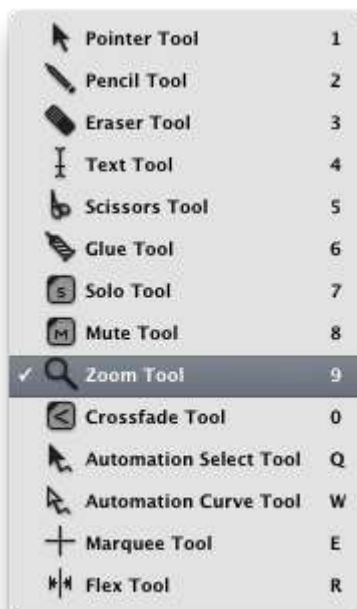 Pointer Tool 1
Pencil Tool 2
Eraser Tool 3
Text Tool 4
Scissors Tool 5
Glue Tool 6
S Solo Tool 7
M Mute Tool 8
✓ Zoom Tool 9
Crossfade Tool 0
Automation Select Tool Q
Automation Curve Tool W
Marquee Tool E
Flex Tool R